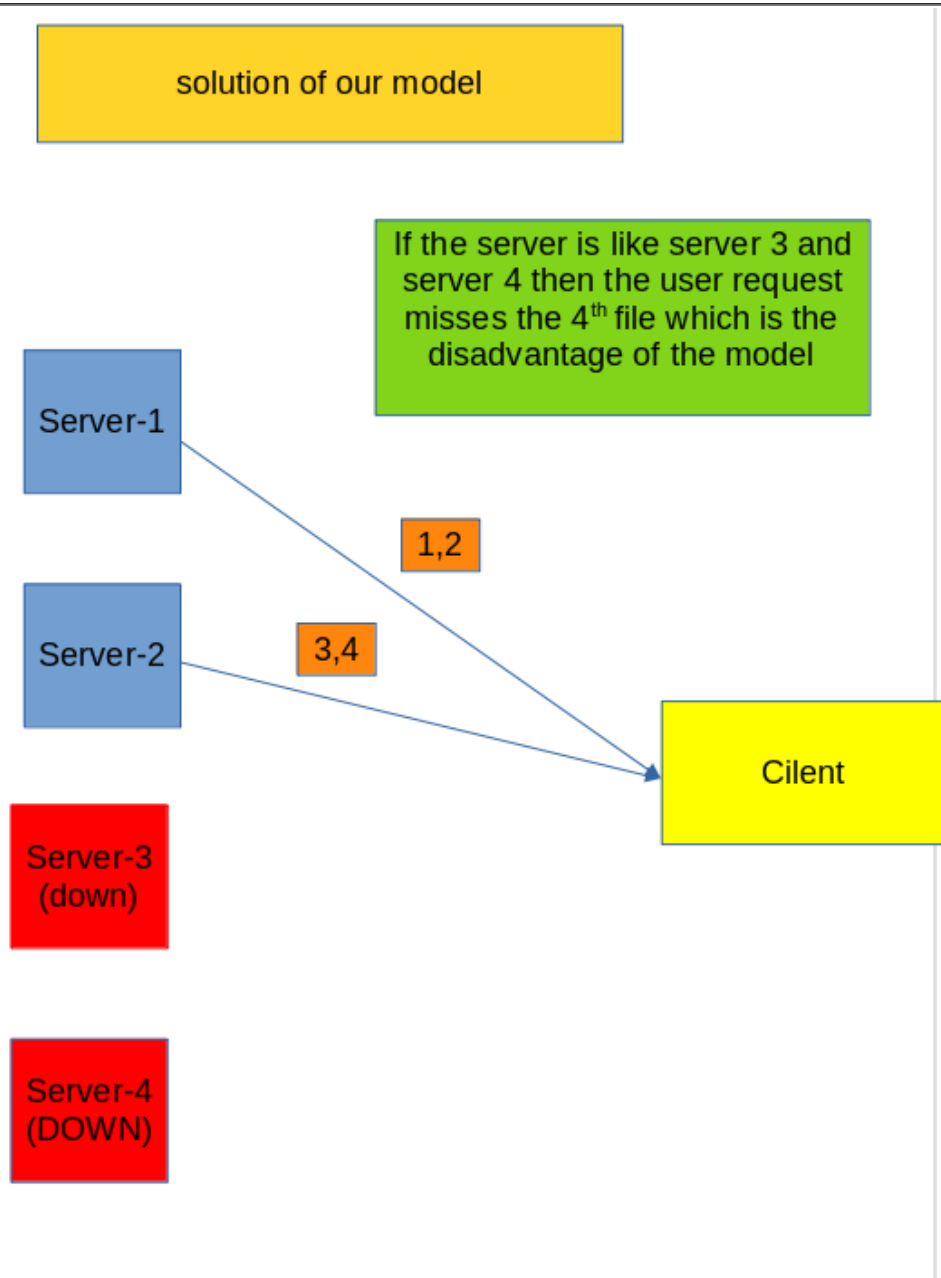 solution of our model
If the server is like server 3 and
server 4 then the user request
misses the 4th file which is the
disadvantage of the model
Server-1
1,2
Server-2
3,4
Cilent
Server-3
(down)
Server-4
(DOWN)